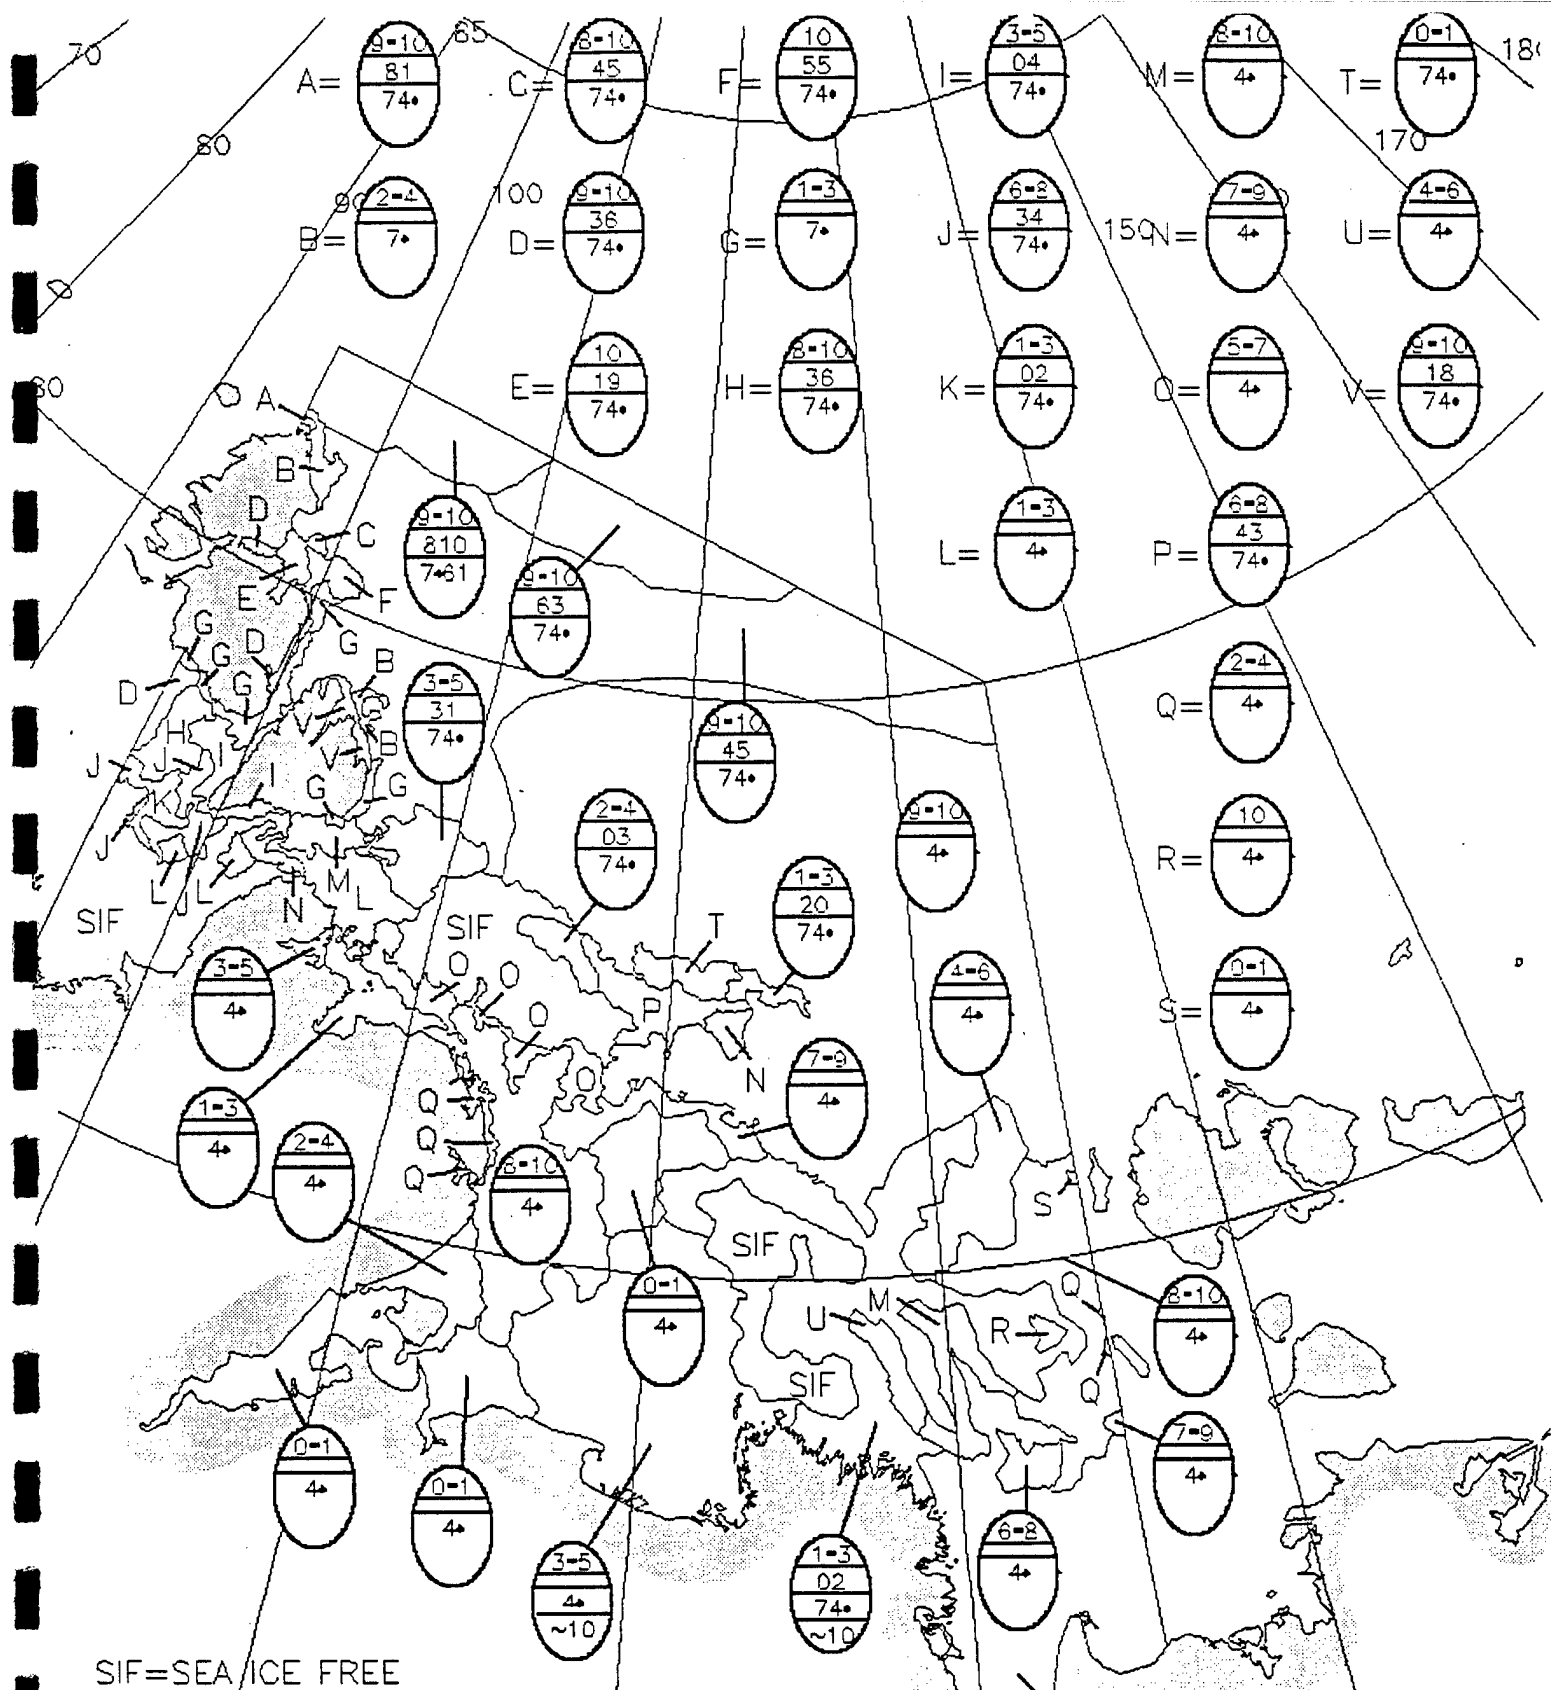 70
65
180
A=
9-10
81
74•
C=
8-10
45
74•
F=
10
55
74•
I=
3-5
04
74•
M=
8-10
4•
T=
0-1
74•
80
170
90
B=
2-4
7•
100
D=
9-10
36
74•
G=
1-3
7•
J=
6-8
34
74•
150
N=
7-9
4•
U=
4-6
4•
E=
10
19
74•
H=
8-10
36
74•
K=
1-3
02
74•
O=
5-7
4•
V=
9-10
18
74•
80
A
B
D
C
9-10
810
7•61
L=
1-3
4•
P=
6-8
43
74•
E
F
9-10
63
74•
G
G
D
G
B
D
G
G
V
3-5
31
74•
Q=
2-4
4•
H
J
J
I
V
B
9-10
45
74•
I
G
G
K
J
2-4
03
74•
9-10
4•
R=
10
4•
L
J
L
M
N
L
SIF
SIF
T
1-3
20
74•
3-5
4•
O
O
O
P
4-6
4•
S=
0-1
4•
N
O
7-9
4•
1-3
4•
Q
Q
Q
2-4
4•
8-10
4•
S
SIF
0-1
4•
U
M
R
Q
8-10
4•
SIF
Q
0-1
4•
0-1
4•
7-9
4•
3-5
4•
~10
1-3
02
74•
~10
6-8
4•
SIF=SEA ICE FREE